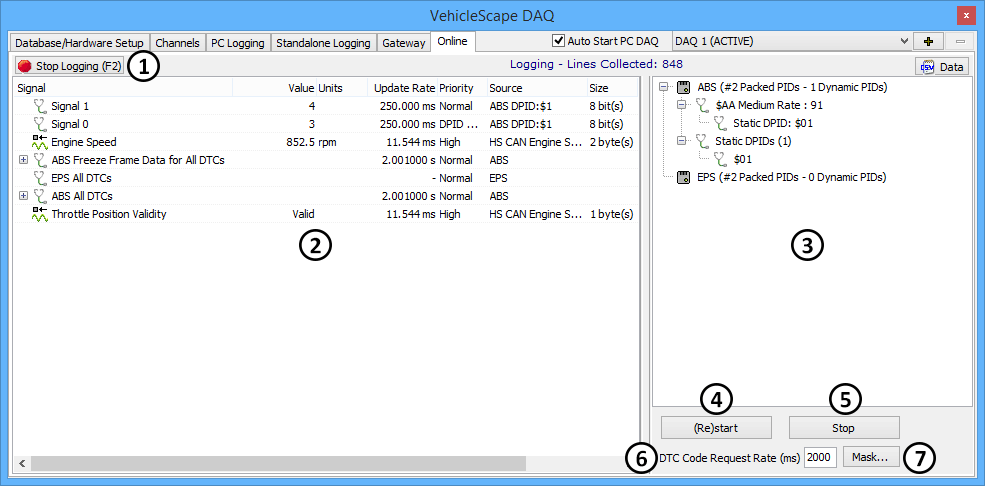 VehicleScape DAQ
x
Database/Hardware Setup Channels PC Logging Standalone Logging Gateway Online Auto Start PC DAQ DAQ 1 (ACTIVE)
Stop Logging (F2) 1 Logging - Lines Collected: 848 Data
Signal Value Units Update Rate Priority Source Size
Signal 1 4 250.000 ms Normal ABS DPID:$1 8 bit(s)
Signal 0 3 250.000 ms DPID ... ABS DPID:$1 8 bit(s)
Engine Speed 852.5 rpm 11.544 ms High HS CAN Engine S... 2 byte(s)
ABS Freeze Frame Data for All DTCs 2.001000 s Normal ABS
EPS All DTCs - Normal EPS
ABS All DTCs 2.001000 s Normal ABS
Throttle Position Validity Valid 11.544 ms High HS CAN Engine S... 1 byte(s)
2
ABS (#2 Packed PIDs - 1 Dynamic PIDs)
$AA Medium Rate : 91
Static DPID: $01
Static DPIDs (1)
$01
EPS (#2 Packed PIDs - 0 Dynamic PIDs)
3
4 5
(Re)start Stop
6 DTC Code Request Rate (ms) 2000 Mask... 7